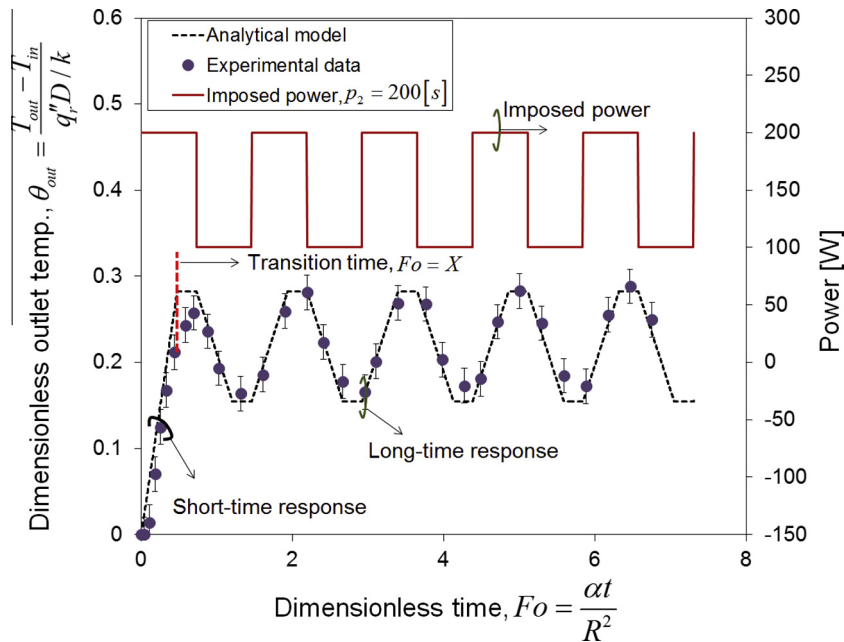 Dimensionless outlet temp., θ_out = (T_out − T_in) / (q''_r D / k)
0.6
0.5
0.4
0.3
0.2
0.1
0
Analytical model
Experimental data
Imposed power, p₂ = 200[s]
Imposed power
Transition time, Fo = X
Long-time response
Short-time response
300
250
200
150
100
50
0
-50
-100
-150
Power [W]
0 2 4 6 8
Dimensionless time, Fo = αt / R²